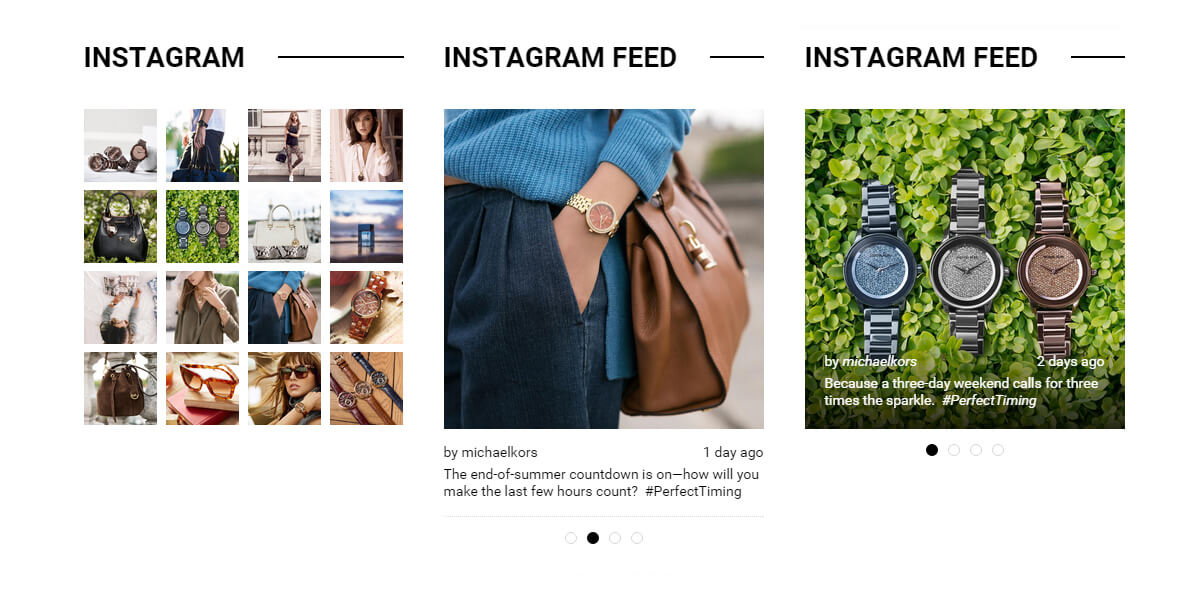 INSTAGRAM
INSTAGRAM FEED
by michaelkors 1 day ago
The end-of-summer countdown is on—how will you
make the last few hours count?  #PerfectTiming
INSTAGRAM FEED
by michaelkors 2 days ago
Because a three-day weekend calls for three
times the sparkle.  #PerfectTiming